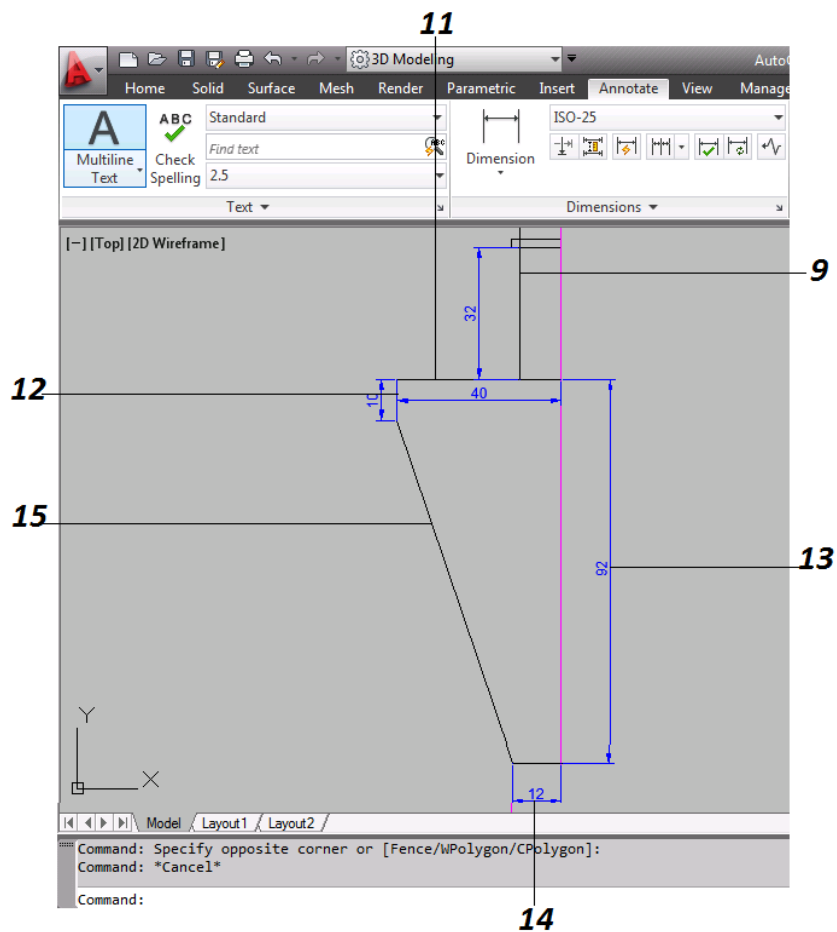 11
3D Modeling AutoC
Home Solid Surface Mesh Render Parametric Insert Annotate View Manage
A ABC Standard ISO-25
Multiline Text Check Spelling Find text ABC Dimension
2.5
Text Dimensions
[−] [Top] [2D Wireframe]
9
32
12 10 40
15
13
92
Y
X
12
Model Layout1 Layout2
Command: Specify opposite corner or [Fence/WPolygon/CPolygon]:
Command: *Cancel*
Command:
14